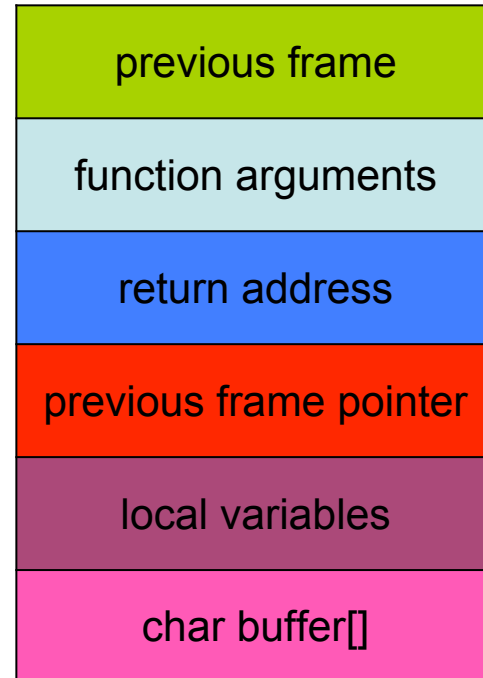 previous frame
function arguments
return address
previous frame pointer
local variables
char buffer[]